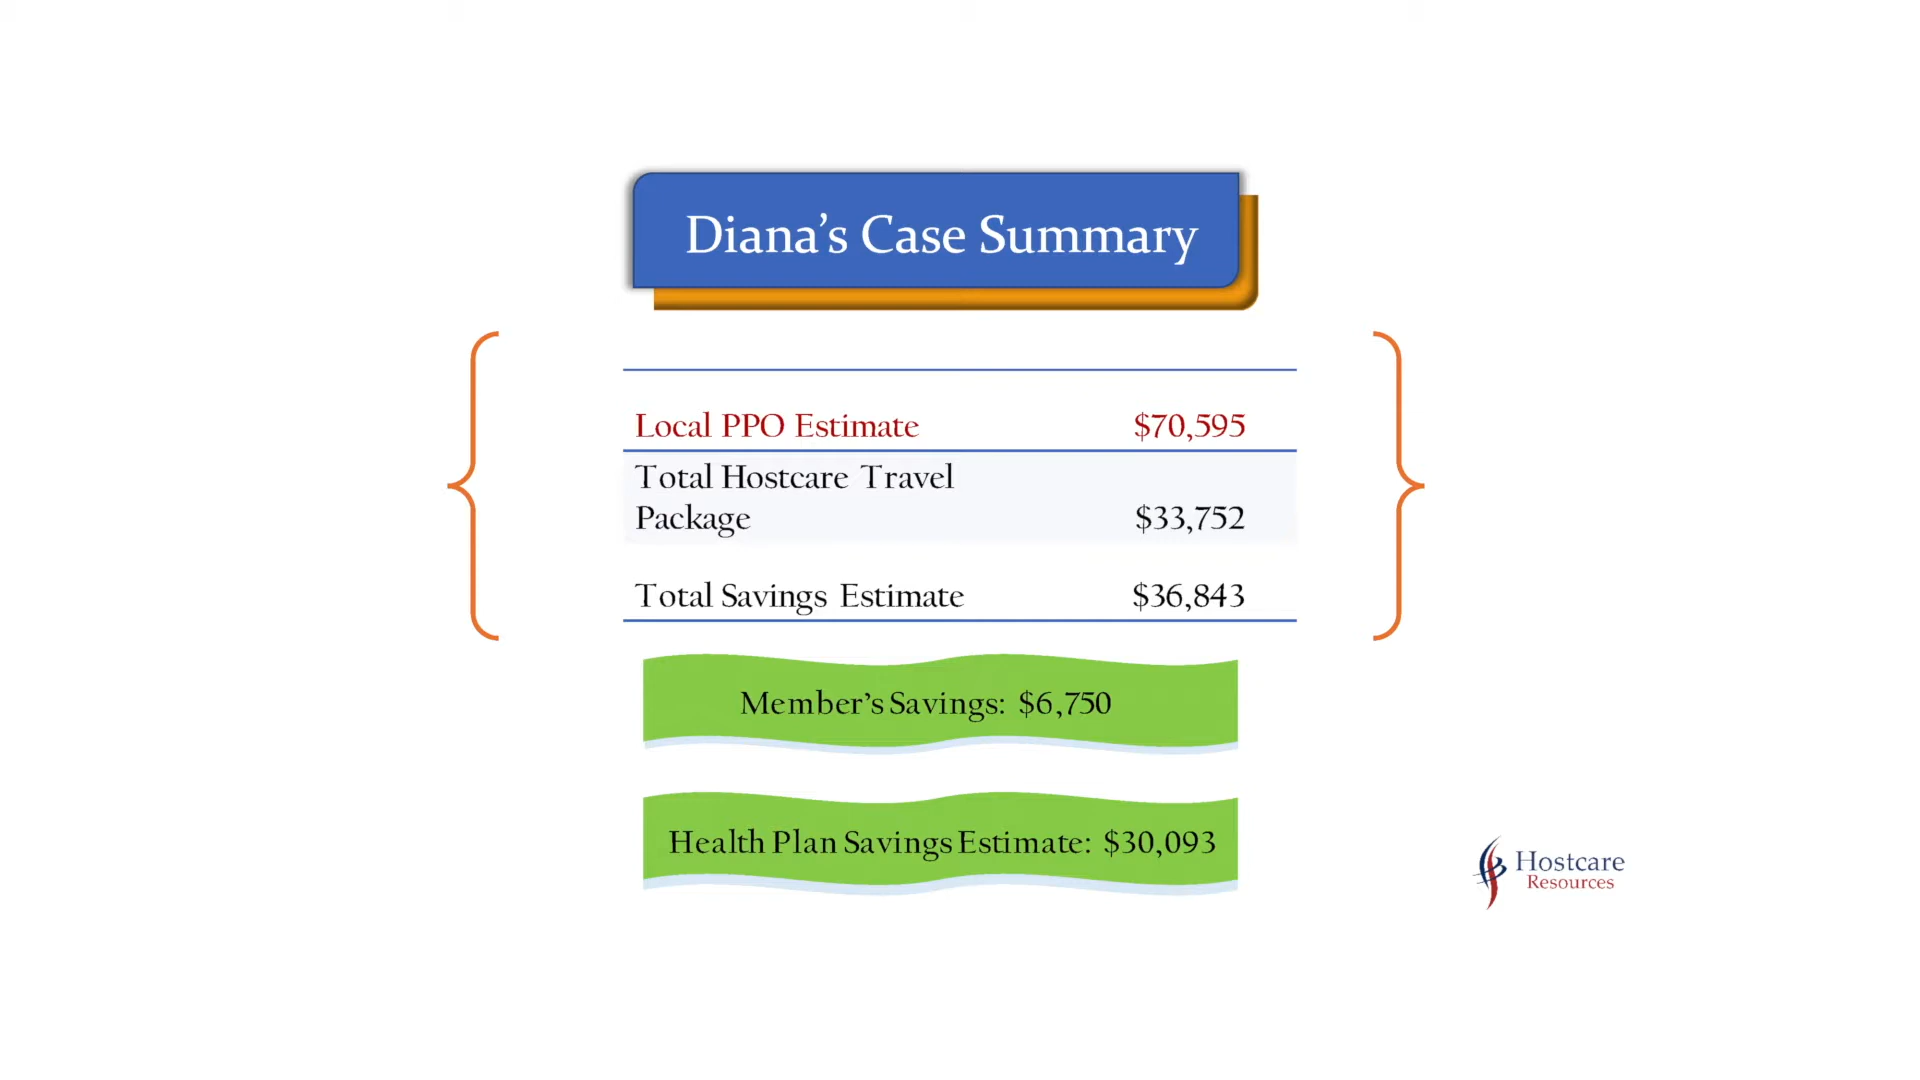 Diana’s Case Summary
Local PPO Estimate $70,595
Total Hostcare Travel
Package $33,752
Total Savings Estimate $36,843
Member’s Savings: $6,750
Health Plan Savings Estimate: $30,093
Hostcare
Resources